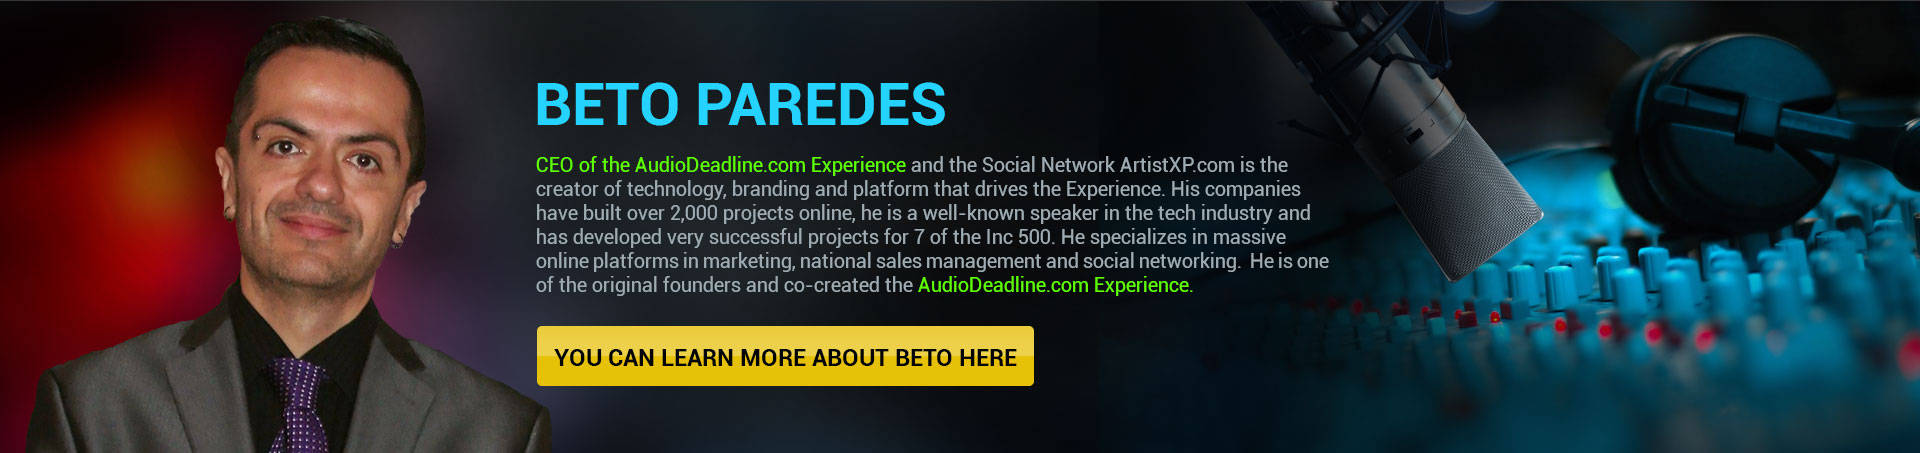 BETO PAREDES
CEO of the AudioDeadline.com Experience and the Social Network ArtistXP.com is the
creator of technology, branding and platform that drives the Experience. His companies
have built over 2,000 projects online, he is a well-known speaker in the tech industry and
has developed very successful projects for 7 of the Inc 500. He specializes in massive
online platforms in marketing, national sales management and social networking.  He is one
of the original founders and co-created the AudioDeadline.com Experience.
YOU CAN LEARN MORE ABOUT BETO HERE